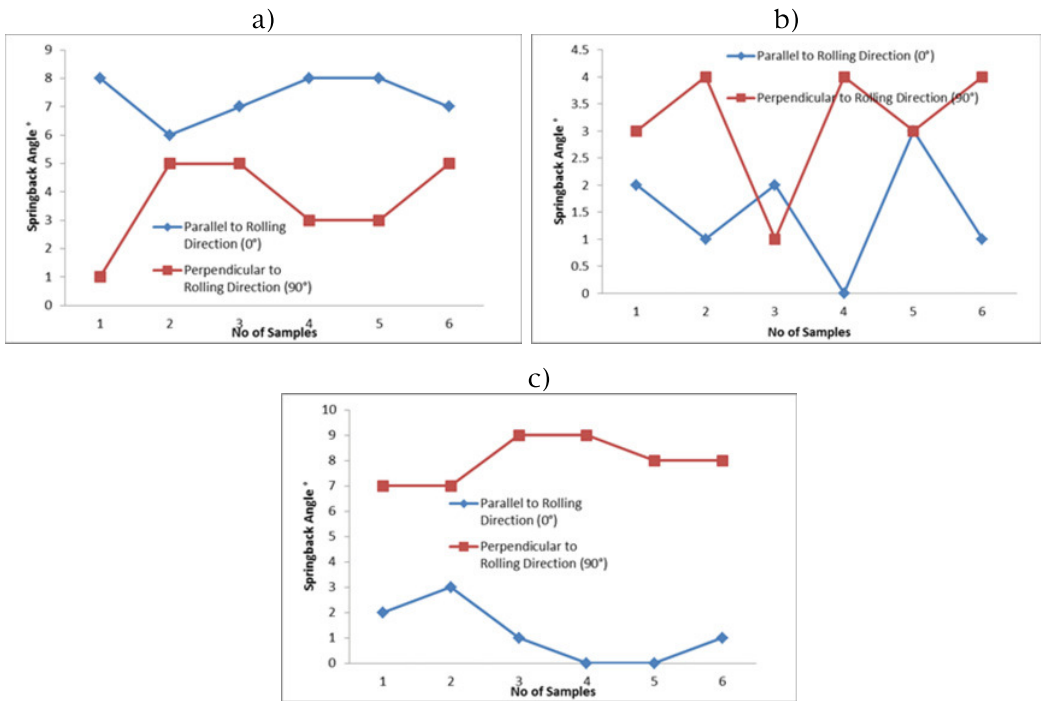 a)
9
8
7
6
5
4
3
2
1
0
Springback Angle °
Parallel to Rolling
Direction (0°)
Perpendicular to
Rolling Direction (90°)
1 2 3 4 5 6
No of Samples
b)
4.5
4
3.5
3
2.5
2
1.5
1
0.5
0
Springback Angle °
Parallel to Rolling Direction (0°)
Perpendicular to Rolling Direction (90°)
1 2 3 4 5 6
No of Samples
c)
10
9
8
7
6
5
4
3
2
1
0
Springback Angle °
Parallel to Rolling
Direction (0°)
Perpendicular to
Rolling Direction (90°)
1 2 3 4 5 6
No of Samples